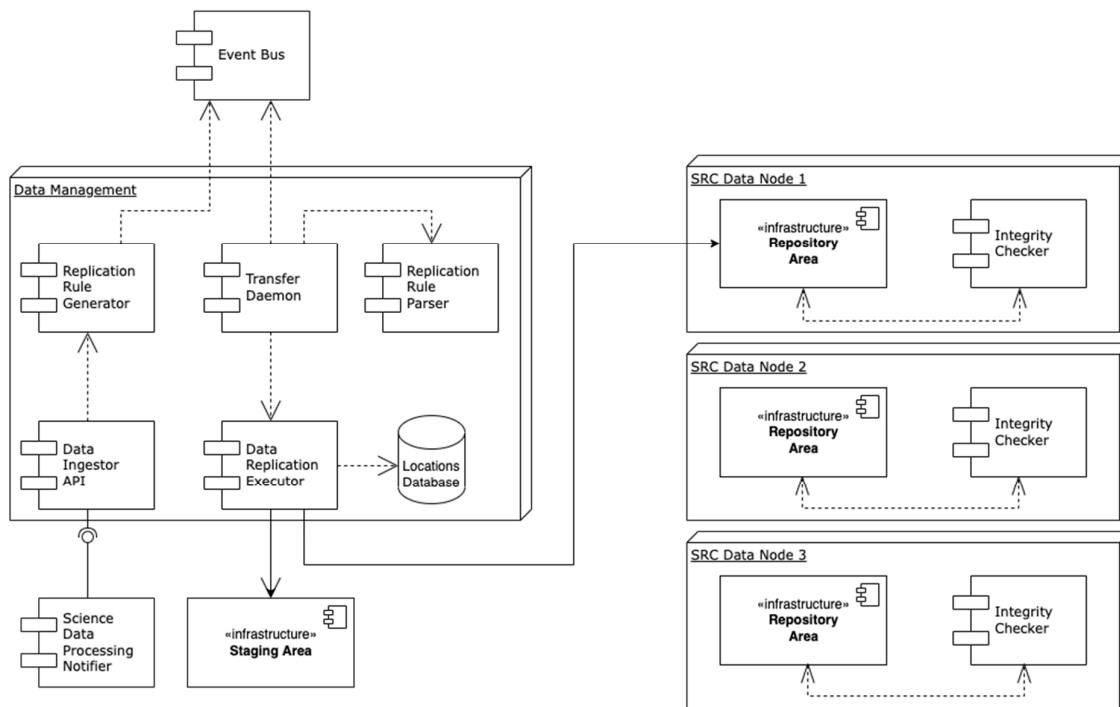 Event Bus
Data Management
Replication
Rule
Generator
Transfer
Daemon
Replication
Rule
Parser
Data
Ingestor
API
Data
Replication
Executor
Locations
Database
Science
Data
Processing
Notifier
«infrastructure»
Staging Area
SRC Data Node 1
«infrastructure»
Repository
Area
Integrity
Checker
SRC Data Node 2
«infrastructure»
Repository
Area
Integrity
Checker
SRC Data Node 3
«infrastructure»
Repository
Area
Integrity
Checker